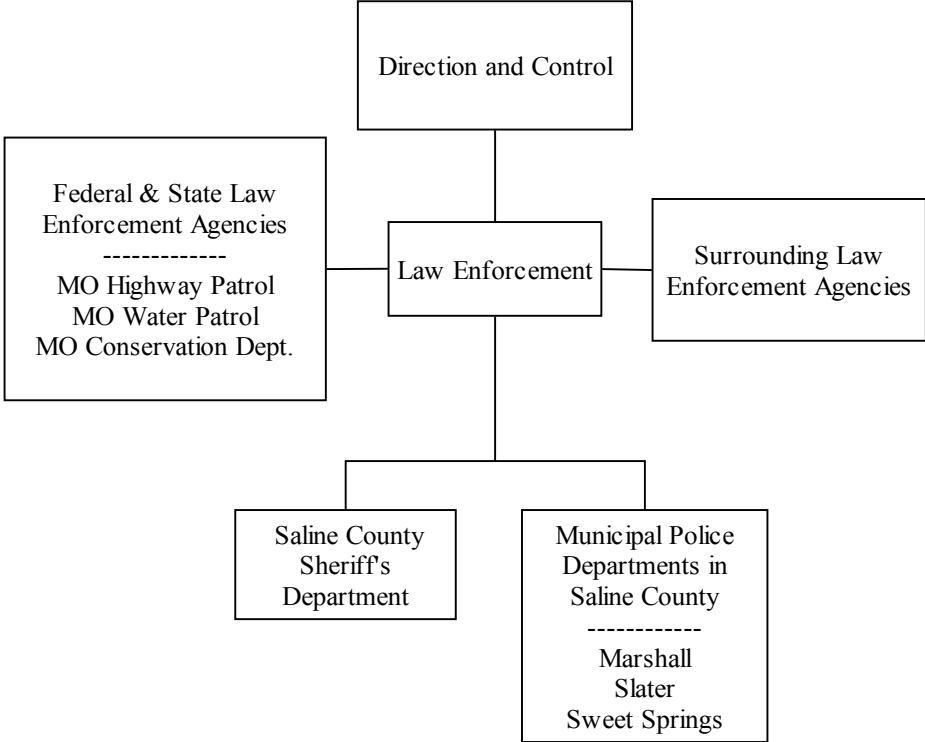 Direction and Control
Federal & State Law
Enforcement Agencies
-------------
MO Highway Patrol
MO Water Patrol
MO Conservation Dept.
Law Enforcement
Surrounding Law
Enforcement Agencies
Saline County
Sheriff's
Department
Municipal Police
Departments in
Saline County
------------
Marshall
Slater
Sweet Springs